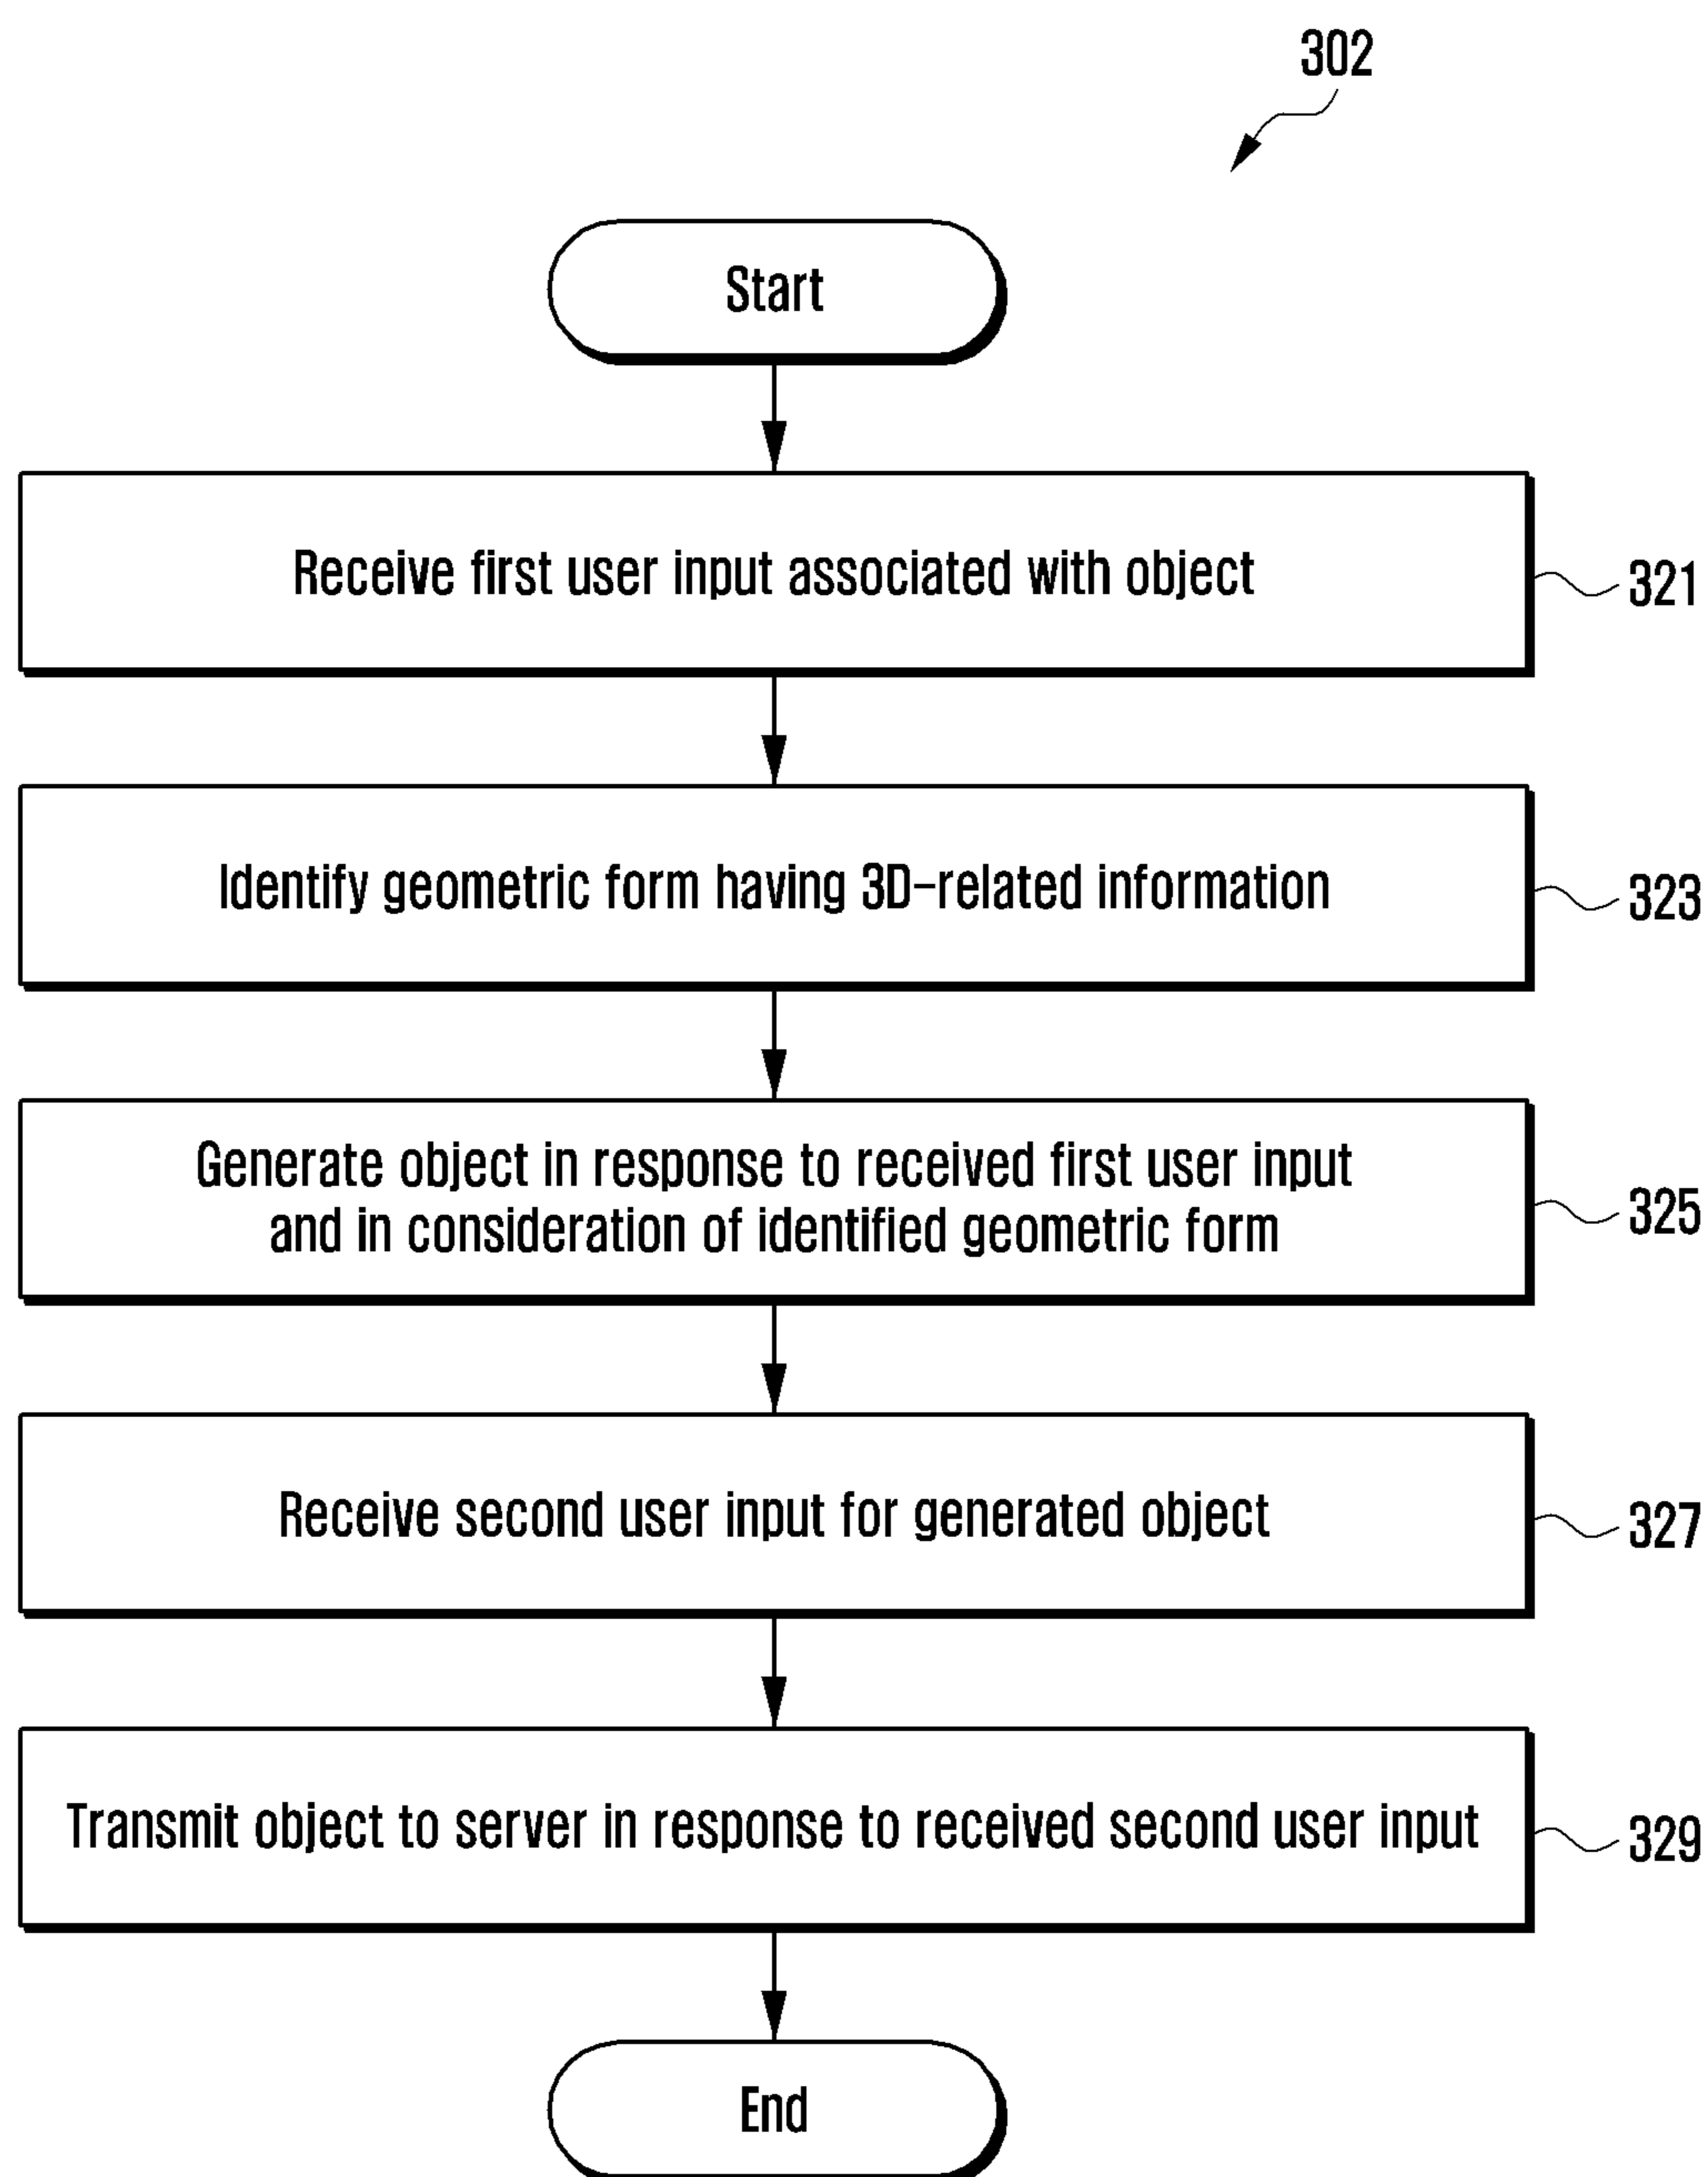 302
Start
Receive first user input associated with object
321
Identify geometric form having 3D-related information
323
Generate object in response to received first user input
and in consideration of identified geometric form
325
Receive second user input for generated object
327
Transmit object to server in response to received second user input
329
End